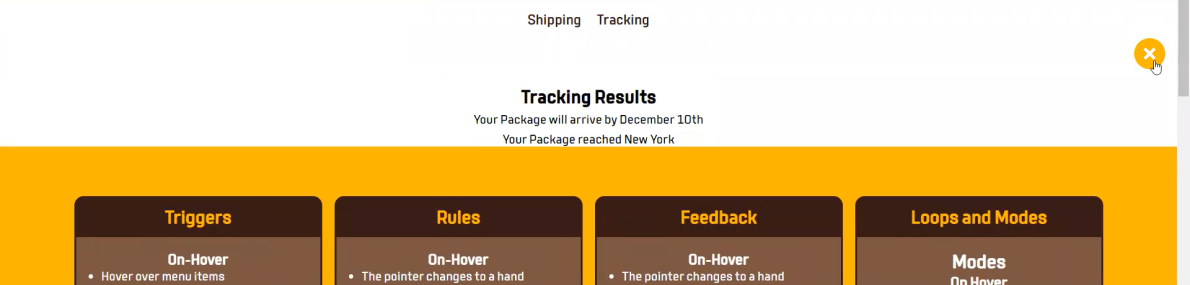 Shipping Tracking
Tracking Results
Your Package will arrive by December 10th
Your Package reached New York
Triggers
On-Hover
• Hover over menu items
Rules
On-Hover
• The pointer changes to a hand
Feedback
On-Hover
• The pointer changes to a hand
Loops and Modes
Modes
On Hover